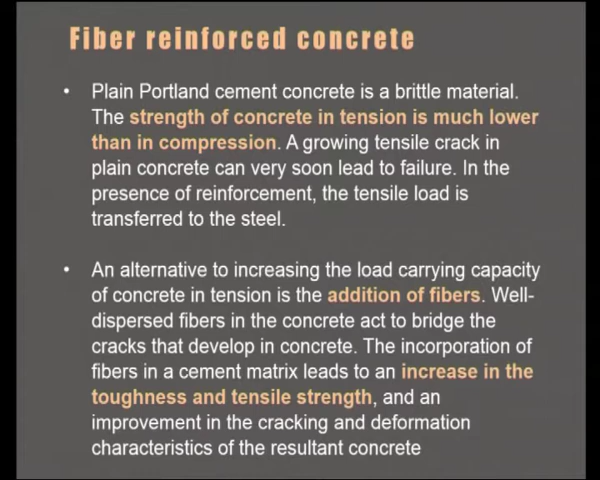 Fiber reinforced concrete
• Plain Portland cement concrete is a brittle material.
The strength of concrete in tension is much lower
than in compression. A growing tensile crack in
plain concrete can very soon lead to failure. In the
presence of reinforcement, the tensile load is
transferred to the steel.
• An alternative to increasing the load carrying capacity
of concrete in tension is the addition of fibers. Well-
dispersed fibers in the concrete act to bridge the
cracks that develop in concrete. The incorporation of
fibers in a cement matrix leads to an increase in the
toughness and tensile strength, and an
improvement in the cracking and deformation
characteristics of the resultant concrete